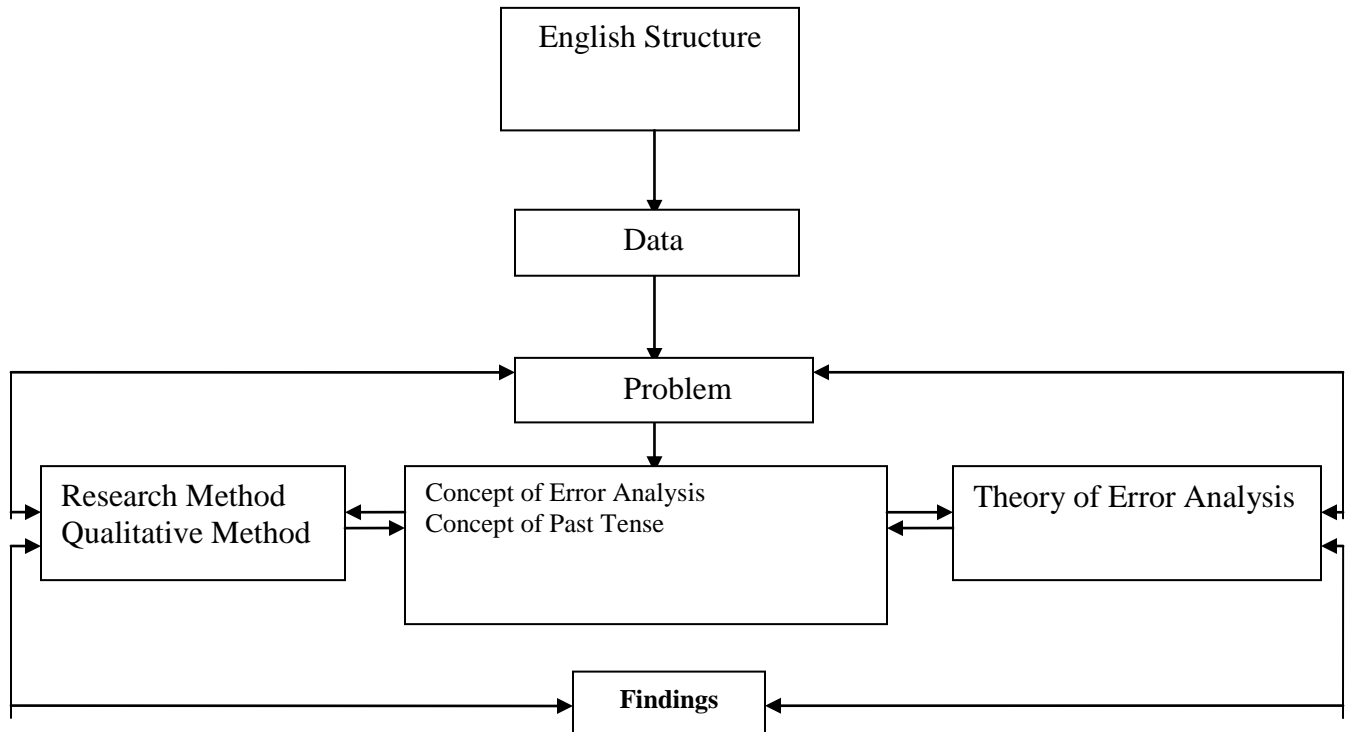 English Structure
Data
Problem
Research Method
Qualitative Method
Concept of Error Analysis
Concept of Past Tense
Theory of Error Analysis
Findings